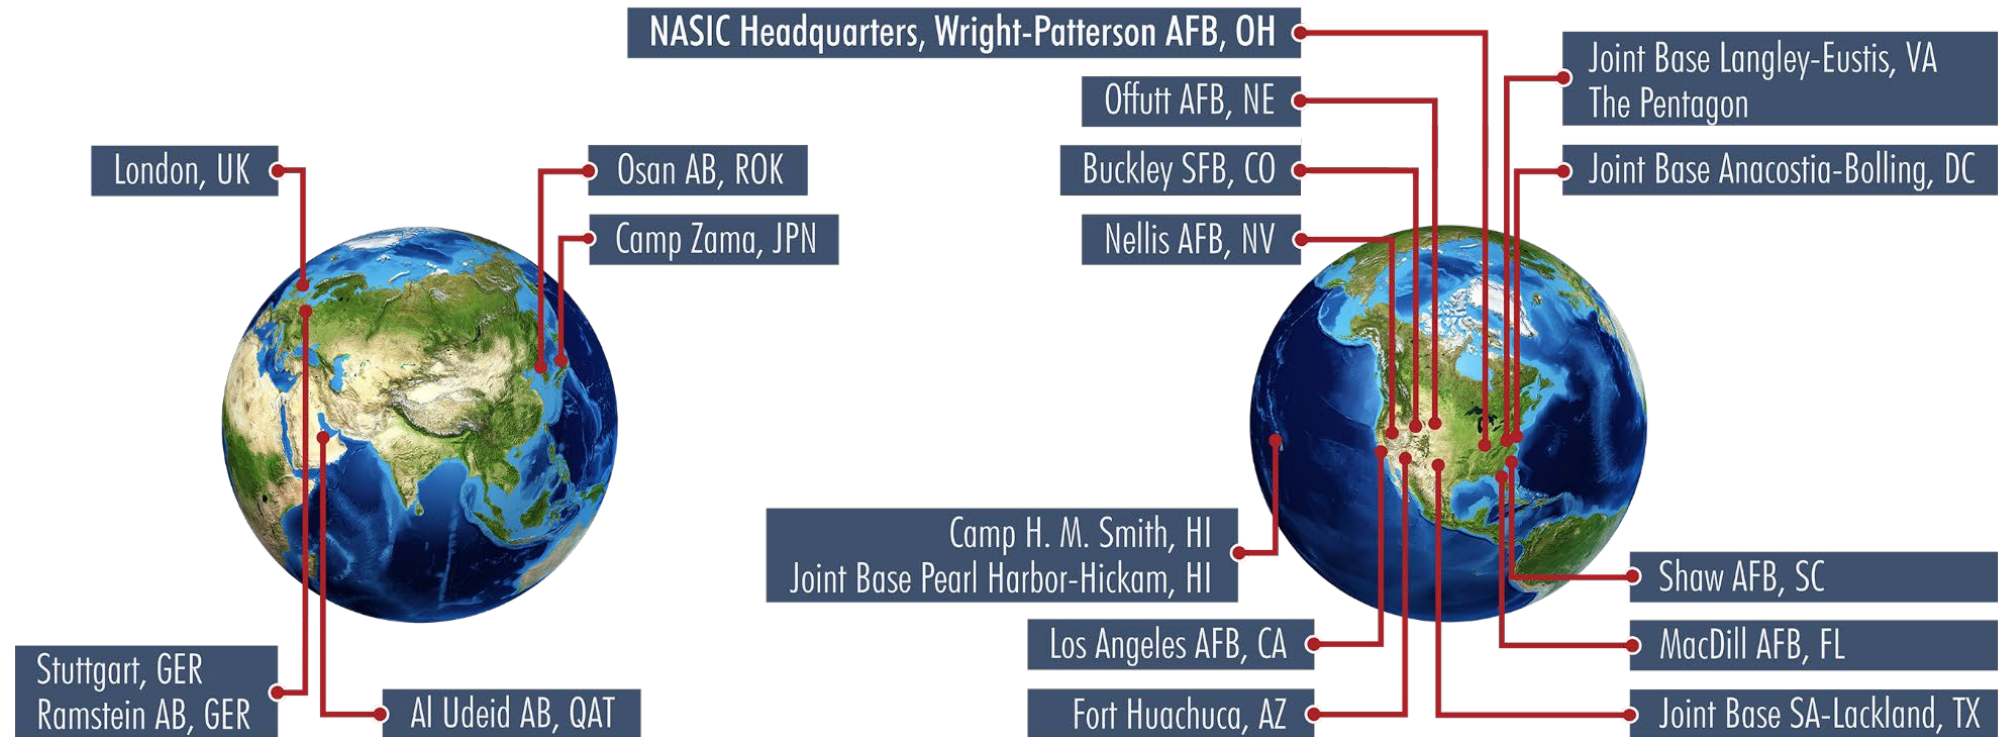 NASIC Headquarters, Wright-Patterson AFB, OH
Joint Base Langley-Eustis, VA
The Pentagon
Offutt AFB, NE
London, UK
Osan AB, ROK
Buckley SFB, CO
Joint Base Anacostia-Bolling, DC
Camp Zama, JPN
Nellis AFB, NV
Camp H. M. Smith, HI
Joint Base Pearl Harbor-Hickam, HI
Shaw AFB, SC
Los Angeles AFB, CA
MacDill AFB, FL
Stuttgart, GER
Ramstein AB, GER
Al Udeid AB, QAT
Fort Huachuca, AZ
Joint Base SA-Lackland, TX